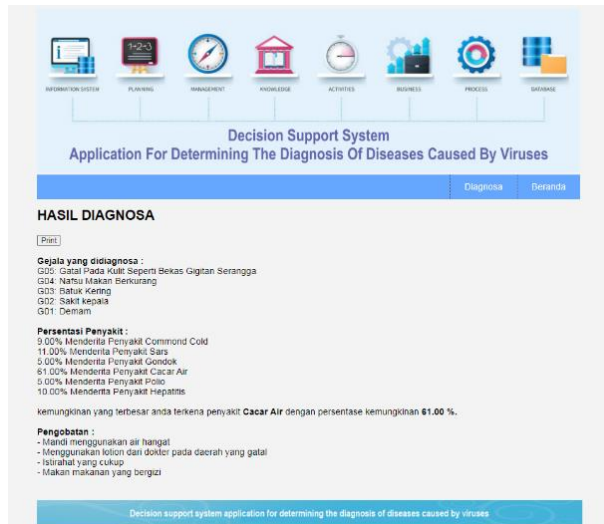 1-2-3
INFORMATION SYSTEM
PLANNING
MANAGEMENT
KNOWLEDGE
ACTIVITIES
BUSINESS
PROCESS
DATABASE
Decision Support System
Application For Determining The Diagnosis Of Diseases Caused By Viruses
Diagnosa
Beranda
HASIL DIAGNOSA
Print
Gejala yang didiagnosa :
G05: Gatal Pada Kulit Seperti Bekas Gigitan Serangga
G04: Nafsu Makan Berkurang
G03: Batuk Kering
G02: Sakit kepala
G01: Demam
Persentasi Penyakit :
9.00% Menderita Penyakit Commond Cold
11.00% Menderita Penyakit Sars
5.00% Menderita Penyakit Gondok
61.00% Menderita Penyakit Cacar Air
5.00% Menderita Penyakit Polio
10.00% Menderita Penyakit Hepatitis
kemungkinan yang terbesar anda terkena penyakit Cacar Air dengan persentase kemungkinan 61.00 %.
Pengobatan :
- Mandi menggunakan air hangat
- Menggunakan lotion dari dokter pada daerah yang gatal
- Istirahat yang cukup
- Makan makanan yang bergizi
Decision support system application for determining the diagnosis of diseases caused by viruses